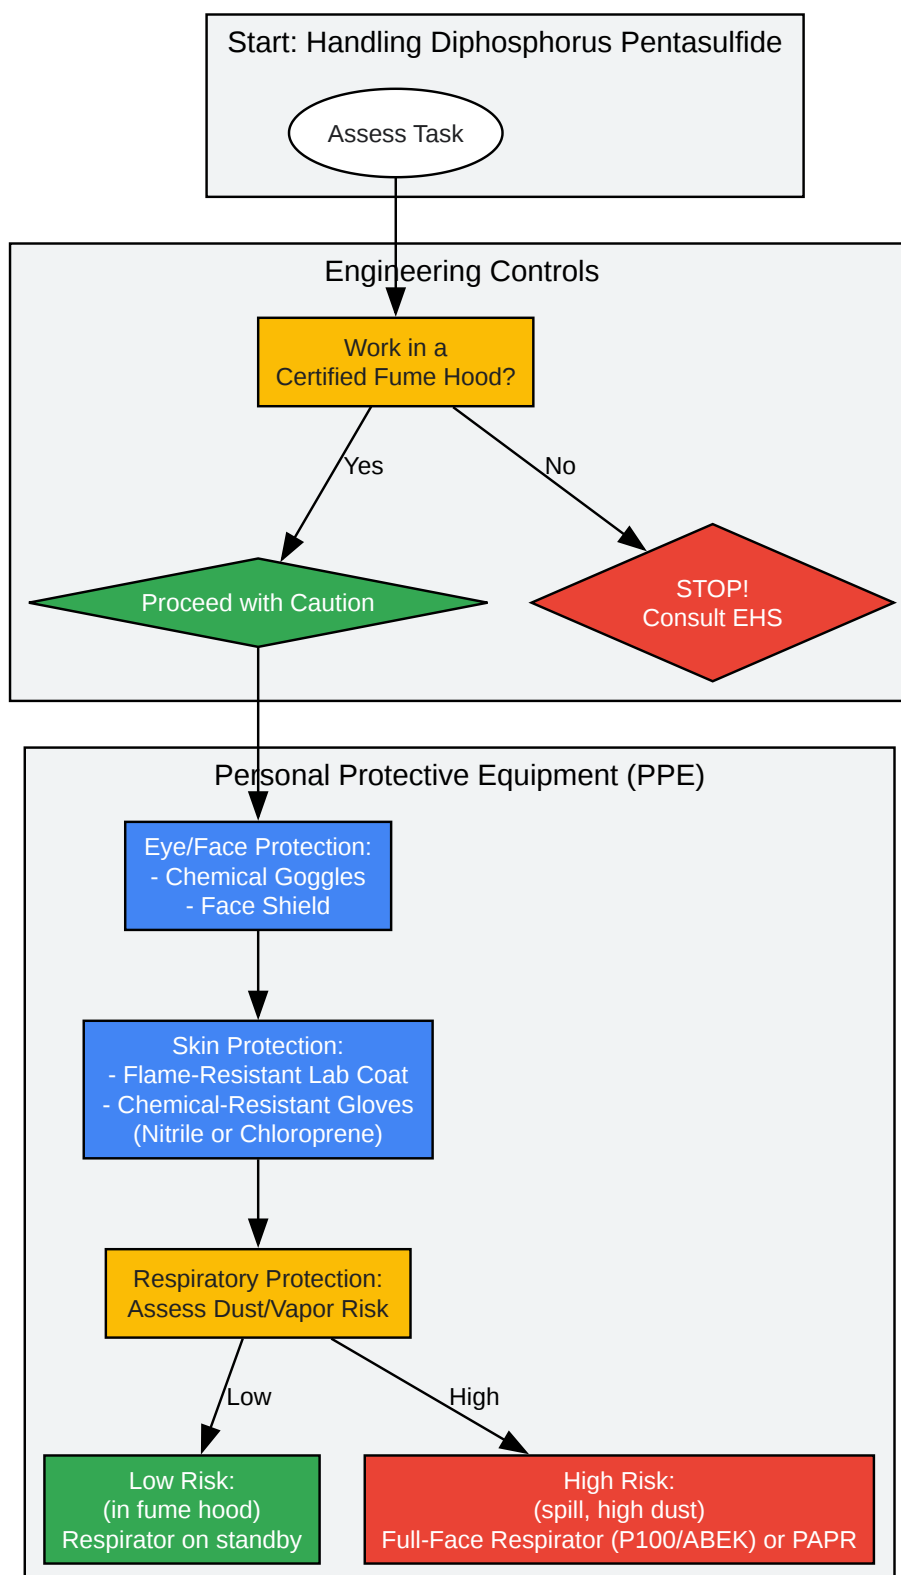 Start: Handling Diphosphorus Pentasulfide
Assess Task
Engineering Controls
Work in a
Certified Fume Hood?
Yes
No
Proceed with Caution
STOP!
Consult EHS
Personal Protective Equipment (PPE)
Eye/Face Protection:
- Chemical Goggles
- Face Shield
Skin Protection:
- Flame-Resistant Lab Coat
- Chemical-Resistant Gloves
(Nitrile or Chloroprene)
Respiratory Protection:
Assess Dust/Vapor Risk
Low
High
Low Risk:
(in fume hood)
Respirator on standby
High Risk:
(spill, high dust)
Full-Face Respirator (P100/ABEK) or PAPR